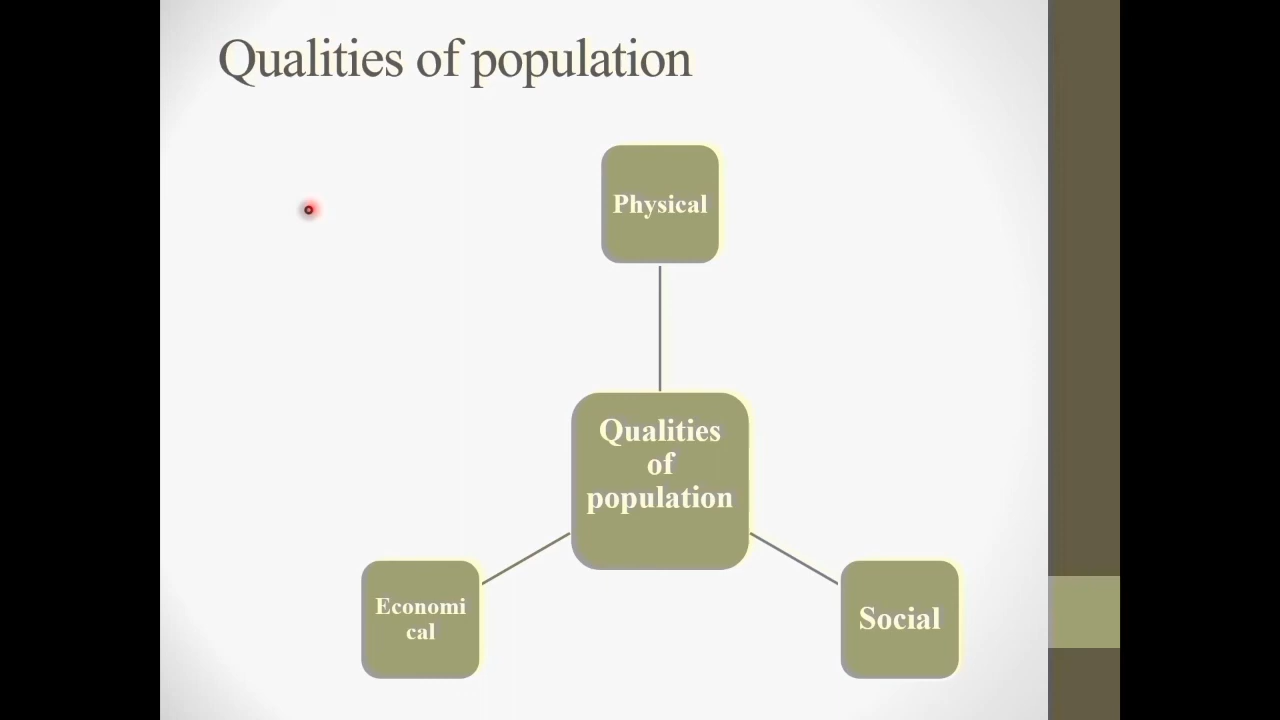 Qualities of population
Physical
Qualities
of
population
Economi
cal
Social